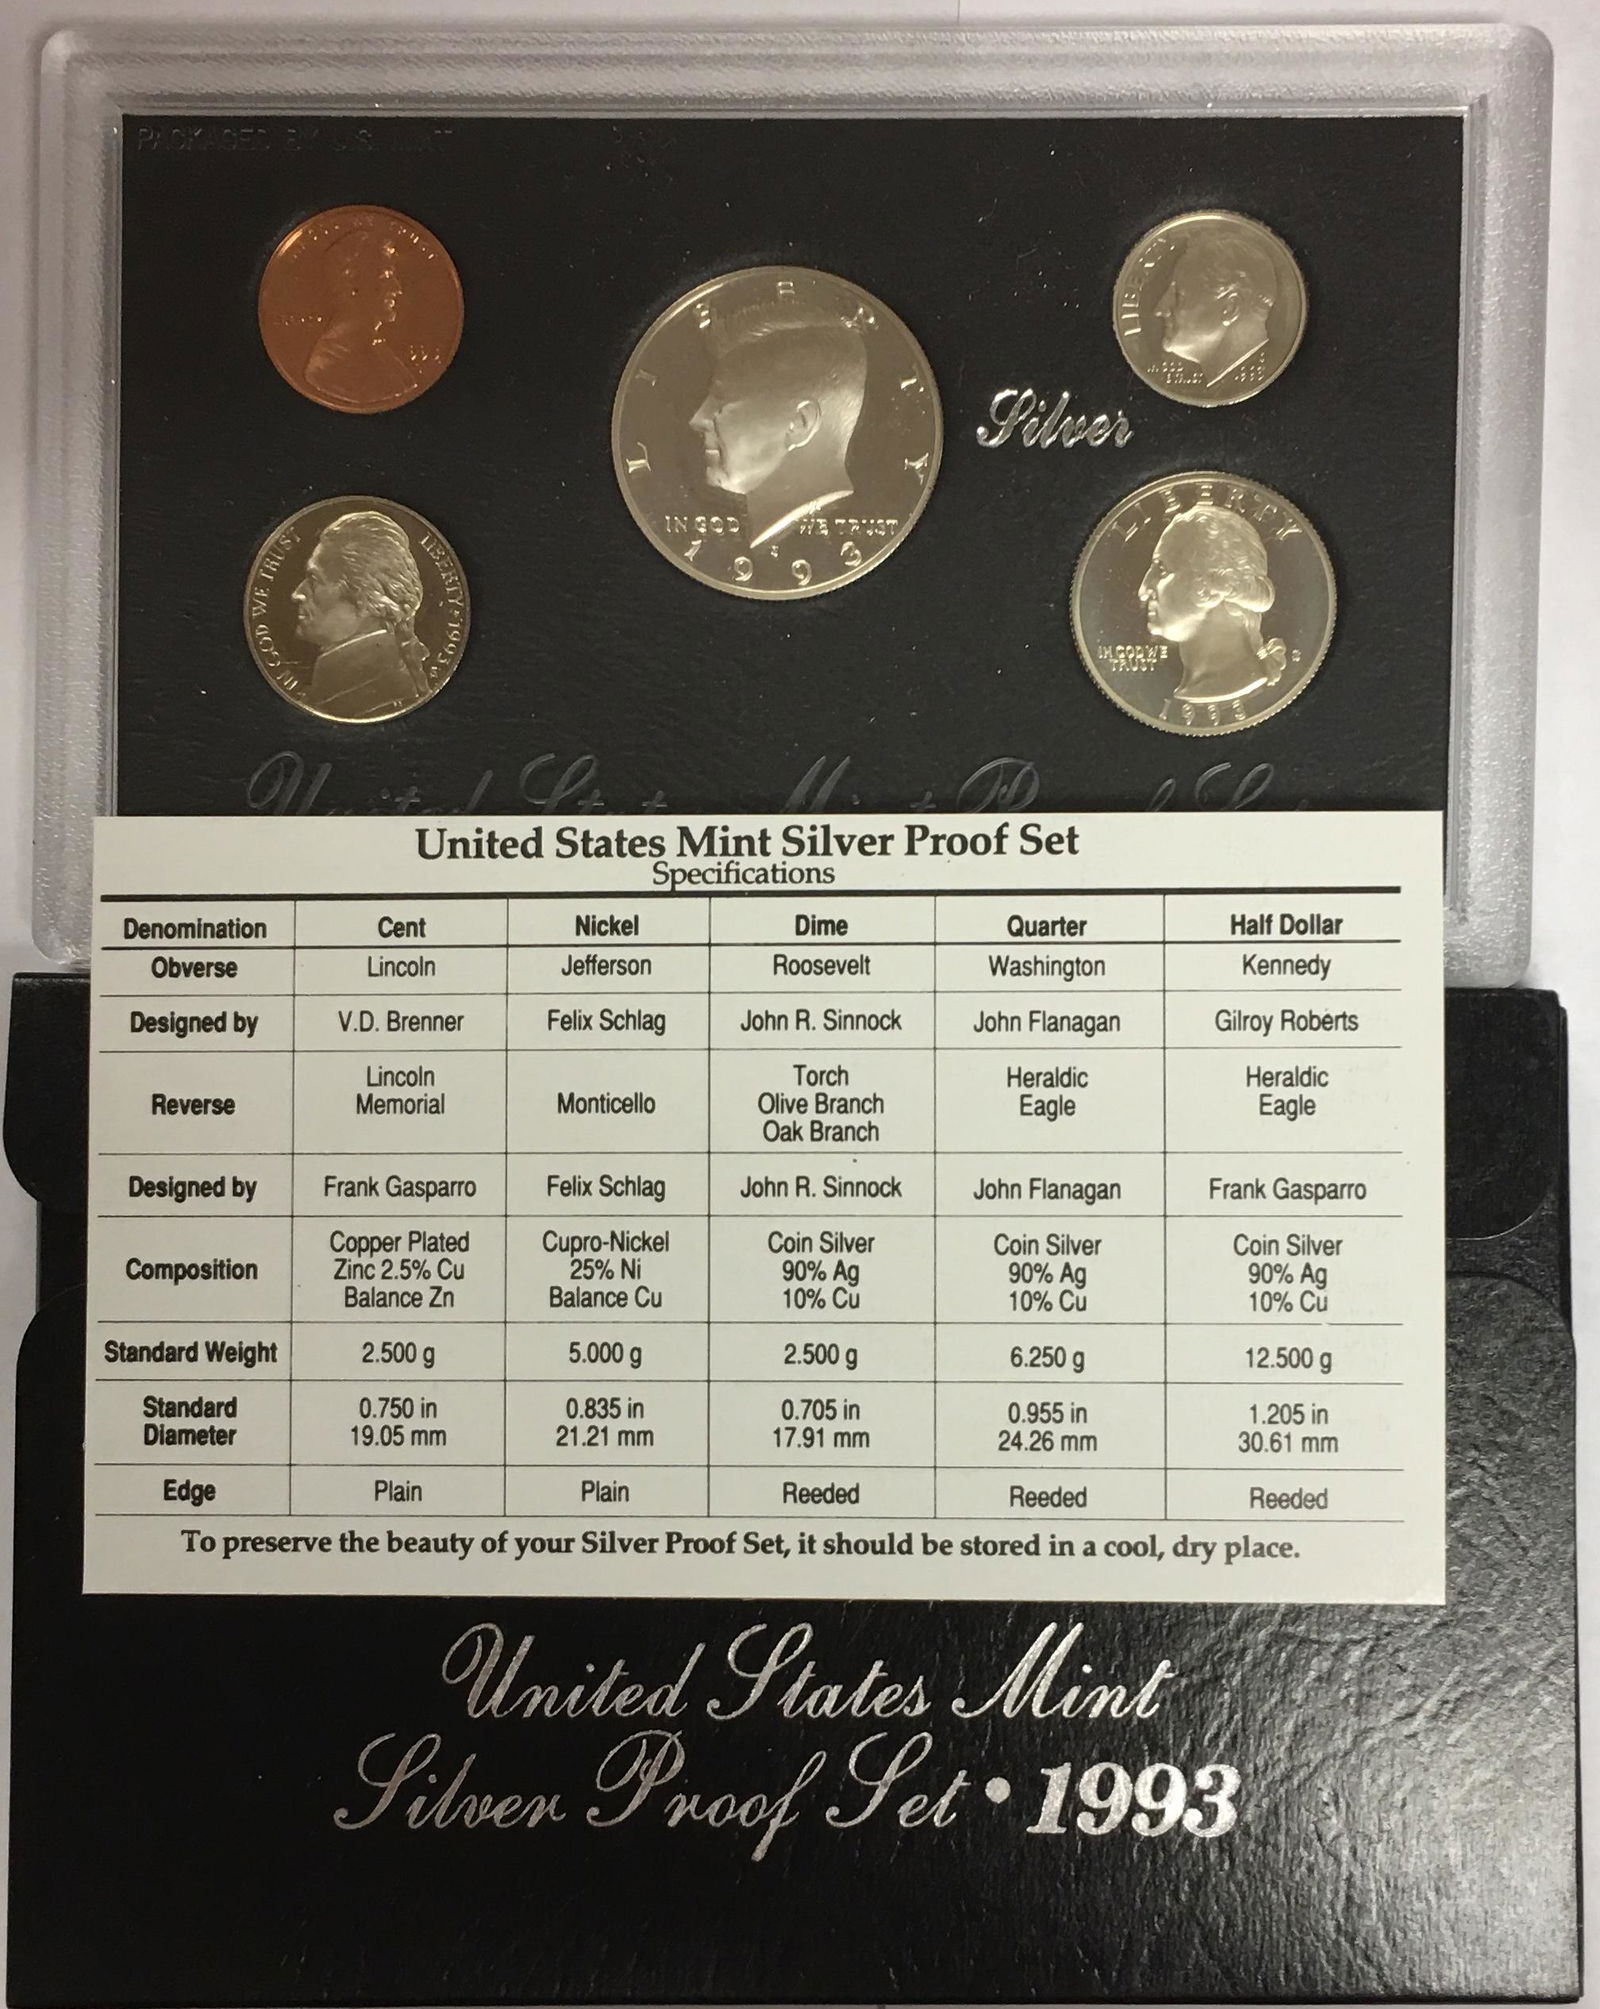 PACKAGED BY U.S. MINT
LIBERTY
IN GOD WE TRUST
1993
S
LIBERTY
IN GOD
WE TRUST
1993
Silver
IN GOD WE TRUST
LIBERTY
1993
S
LIBERTY
IN GOD WE
TRUST
S
1993
United States Mint Proof Set
United States Mint Silver Proof Set
Specifications
Denomination Cent Nickel Dime Quarter Half Dollar
Obverse Lincoln Jefferson Roosevelt Washington Kennedy
Designed by V.D. Brenner Felix Schlag John R. Sinnock John Flanagan Gilroy Roberts
Reverse Lincoln Memorial Monticello Torch Olive Branch Oak Branch Heraldic Eagle Heraldic Eagle
Designed by Frank Gasparro Felix Schlag John R. Sinnock John Flanagan Frank Gasparro
Composition Copper Plated Zinc 2.5% Cu Balance Zn Cupro-Nickel 25% Ni Balance Cu Coin Silver 90% Ag 10% Cu Coin Silver 90% Ag 10% Cu Coin Silver 90% Ag 10% Cu
Standard Weight 2.500 g 5.000 g 2.500 g 6.250 g 12.500 g
Standard Diameter 0.750 in 19.05 mm 0.835 in 21.21 mm 0.705 in 17.91 mm 0.955 in 24.26 mm 1.205 in 30.61 mm
Edge Plain Plain Reeded Reeded Reeded
To preserve the beauty of your Silver Proof Set, it should be stored in a cool, dry place.
United States Mint
Silver Proof Set • 1993